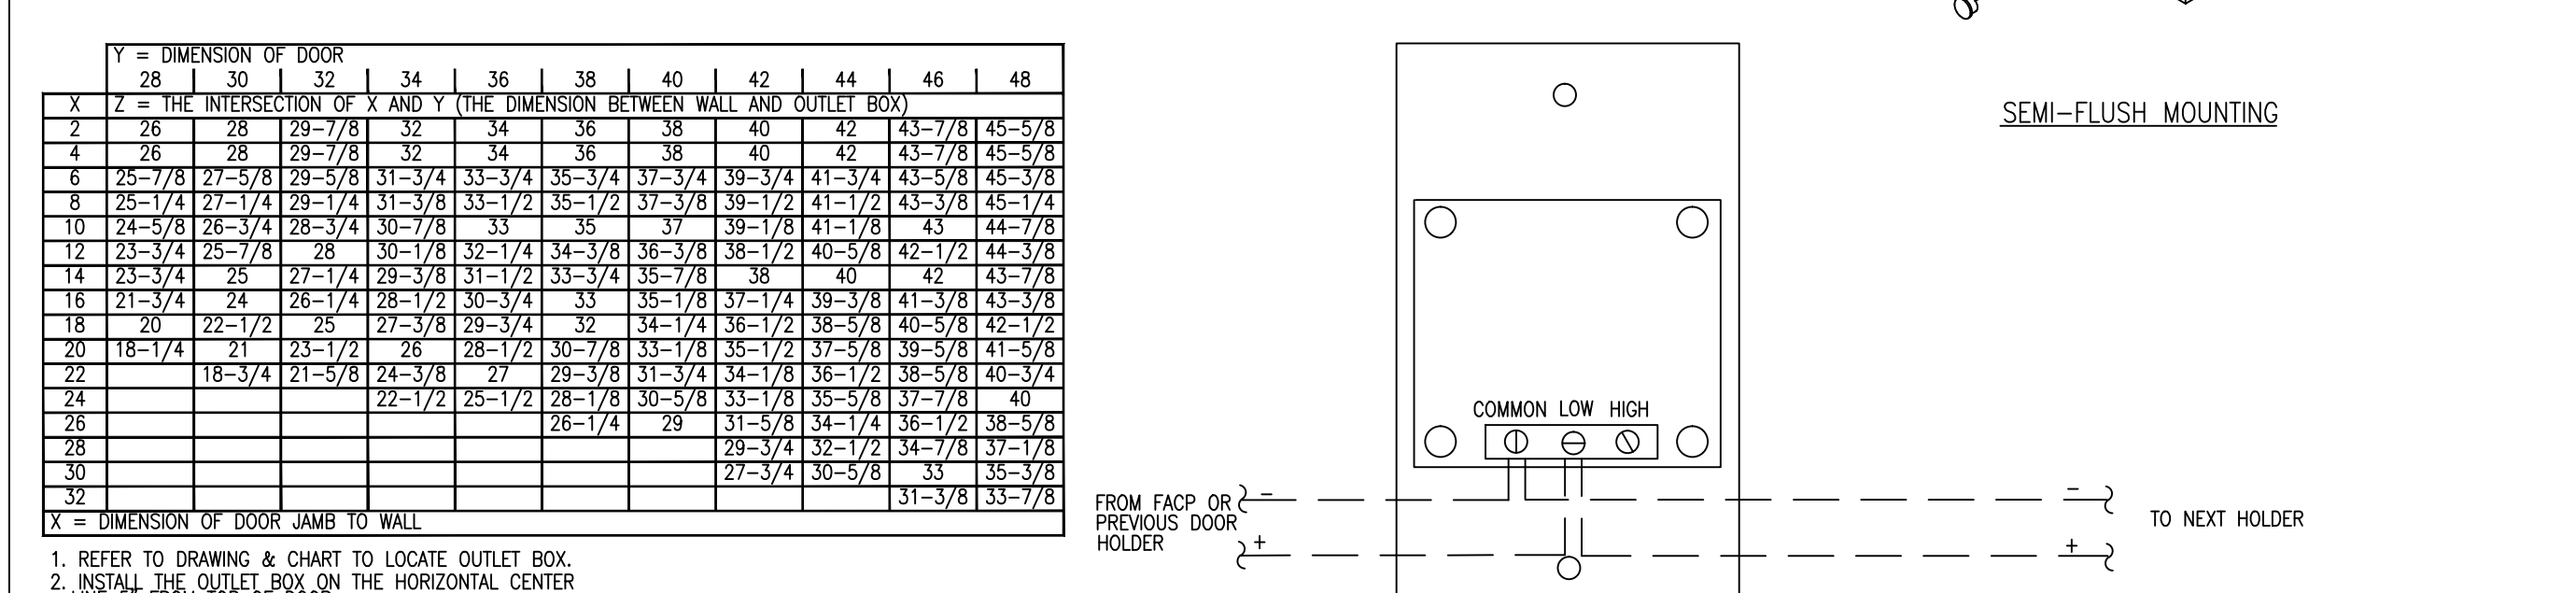 Y = DIMENSION OF DOOR
28 30 32 34 36 38 40 42 44 46 48
X Z = THE INTERSECTION OF X AND Y (THE DIMENSION BETWEEN WALL AND OUTLET BOX)
2 26 28 29-7/8 32 34 36 38 40 42 43-7/8 45-5/8
4 26 28 29-7/8 32 34 36 38 40 42 43-7/8 45-5/8
6 25-7/8 27-5/8 29-5/8 31-3/4 33-3/4 35-3/4 37-3/4 39-3/4 41-3/4 43-5/8 45-3/8
8 25-1/4 27-1/4 29-1/4 31-3/8 33-1/2 35-1/2 37-3/8 39-1/2 41-1/2 43-3/8 45-1/4
10 24-5/8 26-3/4 28-3/4 30-7/8 33 35 37 39-1/8 41-1/8 43 44-7/8
12 23-3/4 25-7/8 28 30-1/8 32-1/4 34-3/8 36-3/8 38-1/2 40-5/8 42-1/2 44-3/8
14 23-3/4 25 27-1/4 29-3/8 31-1/2 33-3/4 35-7/8 38 40 42 43-7/8
16 21-3/4 24 26-1/4 28-1/2 30-3/4 33 35-1/8 37-1/4 39-3/8 41-3/8 43-3/8
18 20 22-1/2 25 27-3/8 29-3/4 32 34-1/4 36-1/2 38-5/8 40-5/8 42-1/2
20 18-1/4 21 23-1/2 26 28-1/2 30-7/8 33-1/8 35-1/2 37-5/8 39-5/8 41-5/8
22 18-3/4 21-5/8 24-3/8 27 29-3/8 31-3/4 34-1/8 36-1/2 38-5/8 40-3/4
24 22-1/2 25-1/2 28-1/8 30-5/8 33-1/8 35-5/8 37-7/8 40
26 26-1/4 29 31-5/8 34-1/4 36-1/2 38-5/8
28 29-3/4 32-1/2 34-7/8 37-1/8
30 27-3/4 30-5/8 33 35-3/8
32 31-3/8 33-7/8
X = DIMENSION OF DOOR JAMB TO WALL
1. REFER TO DRAWING & CHART TO LOCATE OUTLET BOX.
2. INSTALL THE OUTLET BOX ON THE HORIZONTAL CENTER
COMMON LOW HIGH
FROM FACP OR
PREVIOUS DOOR
HOLDER
-
+
-
+
TO NEXT HOLDER
SEMI-FLUSH MOUNTING